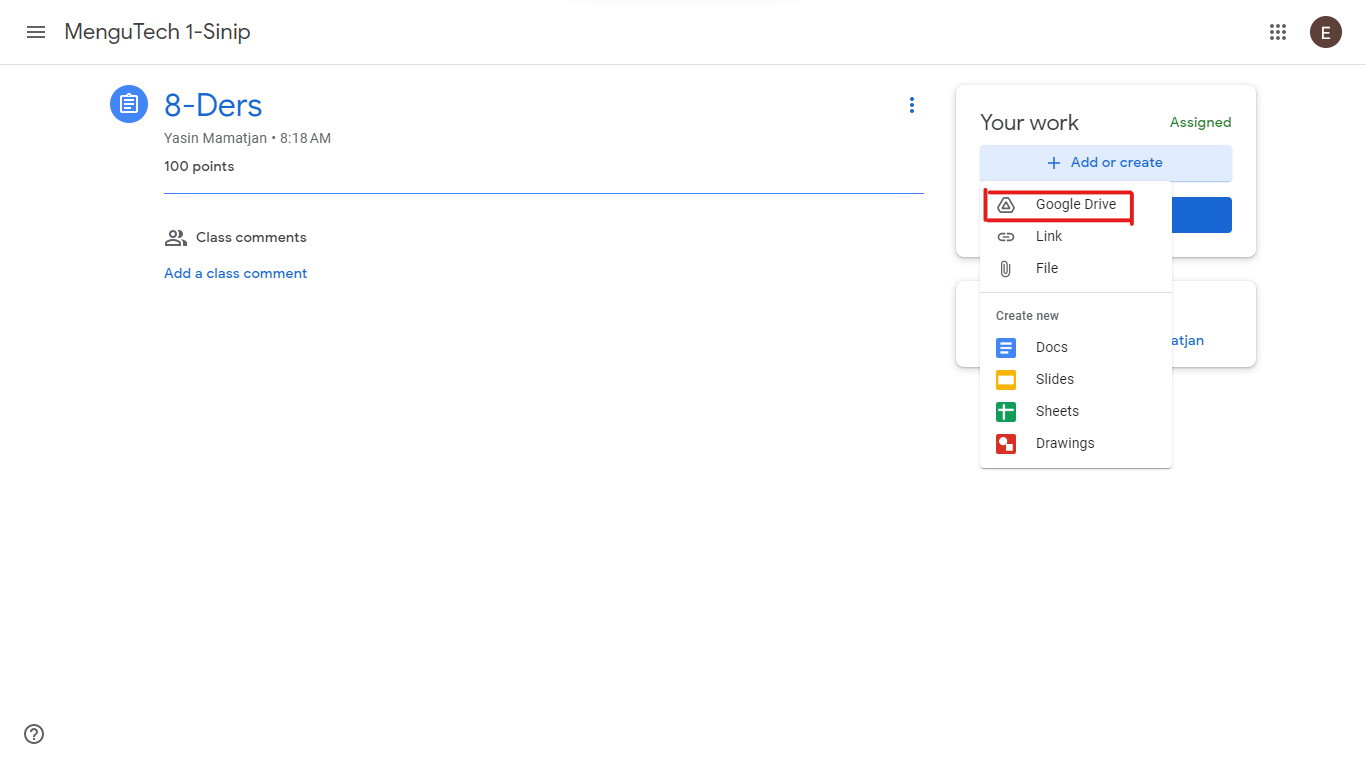 MenguTech 1-Sinip
E
8-Ders
Yasin Mamatjan • 8:18 AM
100 points
Class comments
Add a class comment
Your work
Assigned
Add or create
Google Drive
Link
File
Create new
Docs
Slides
Sheets
Drawings
atjan